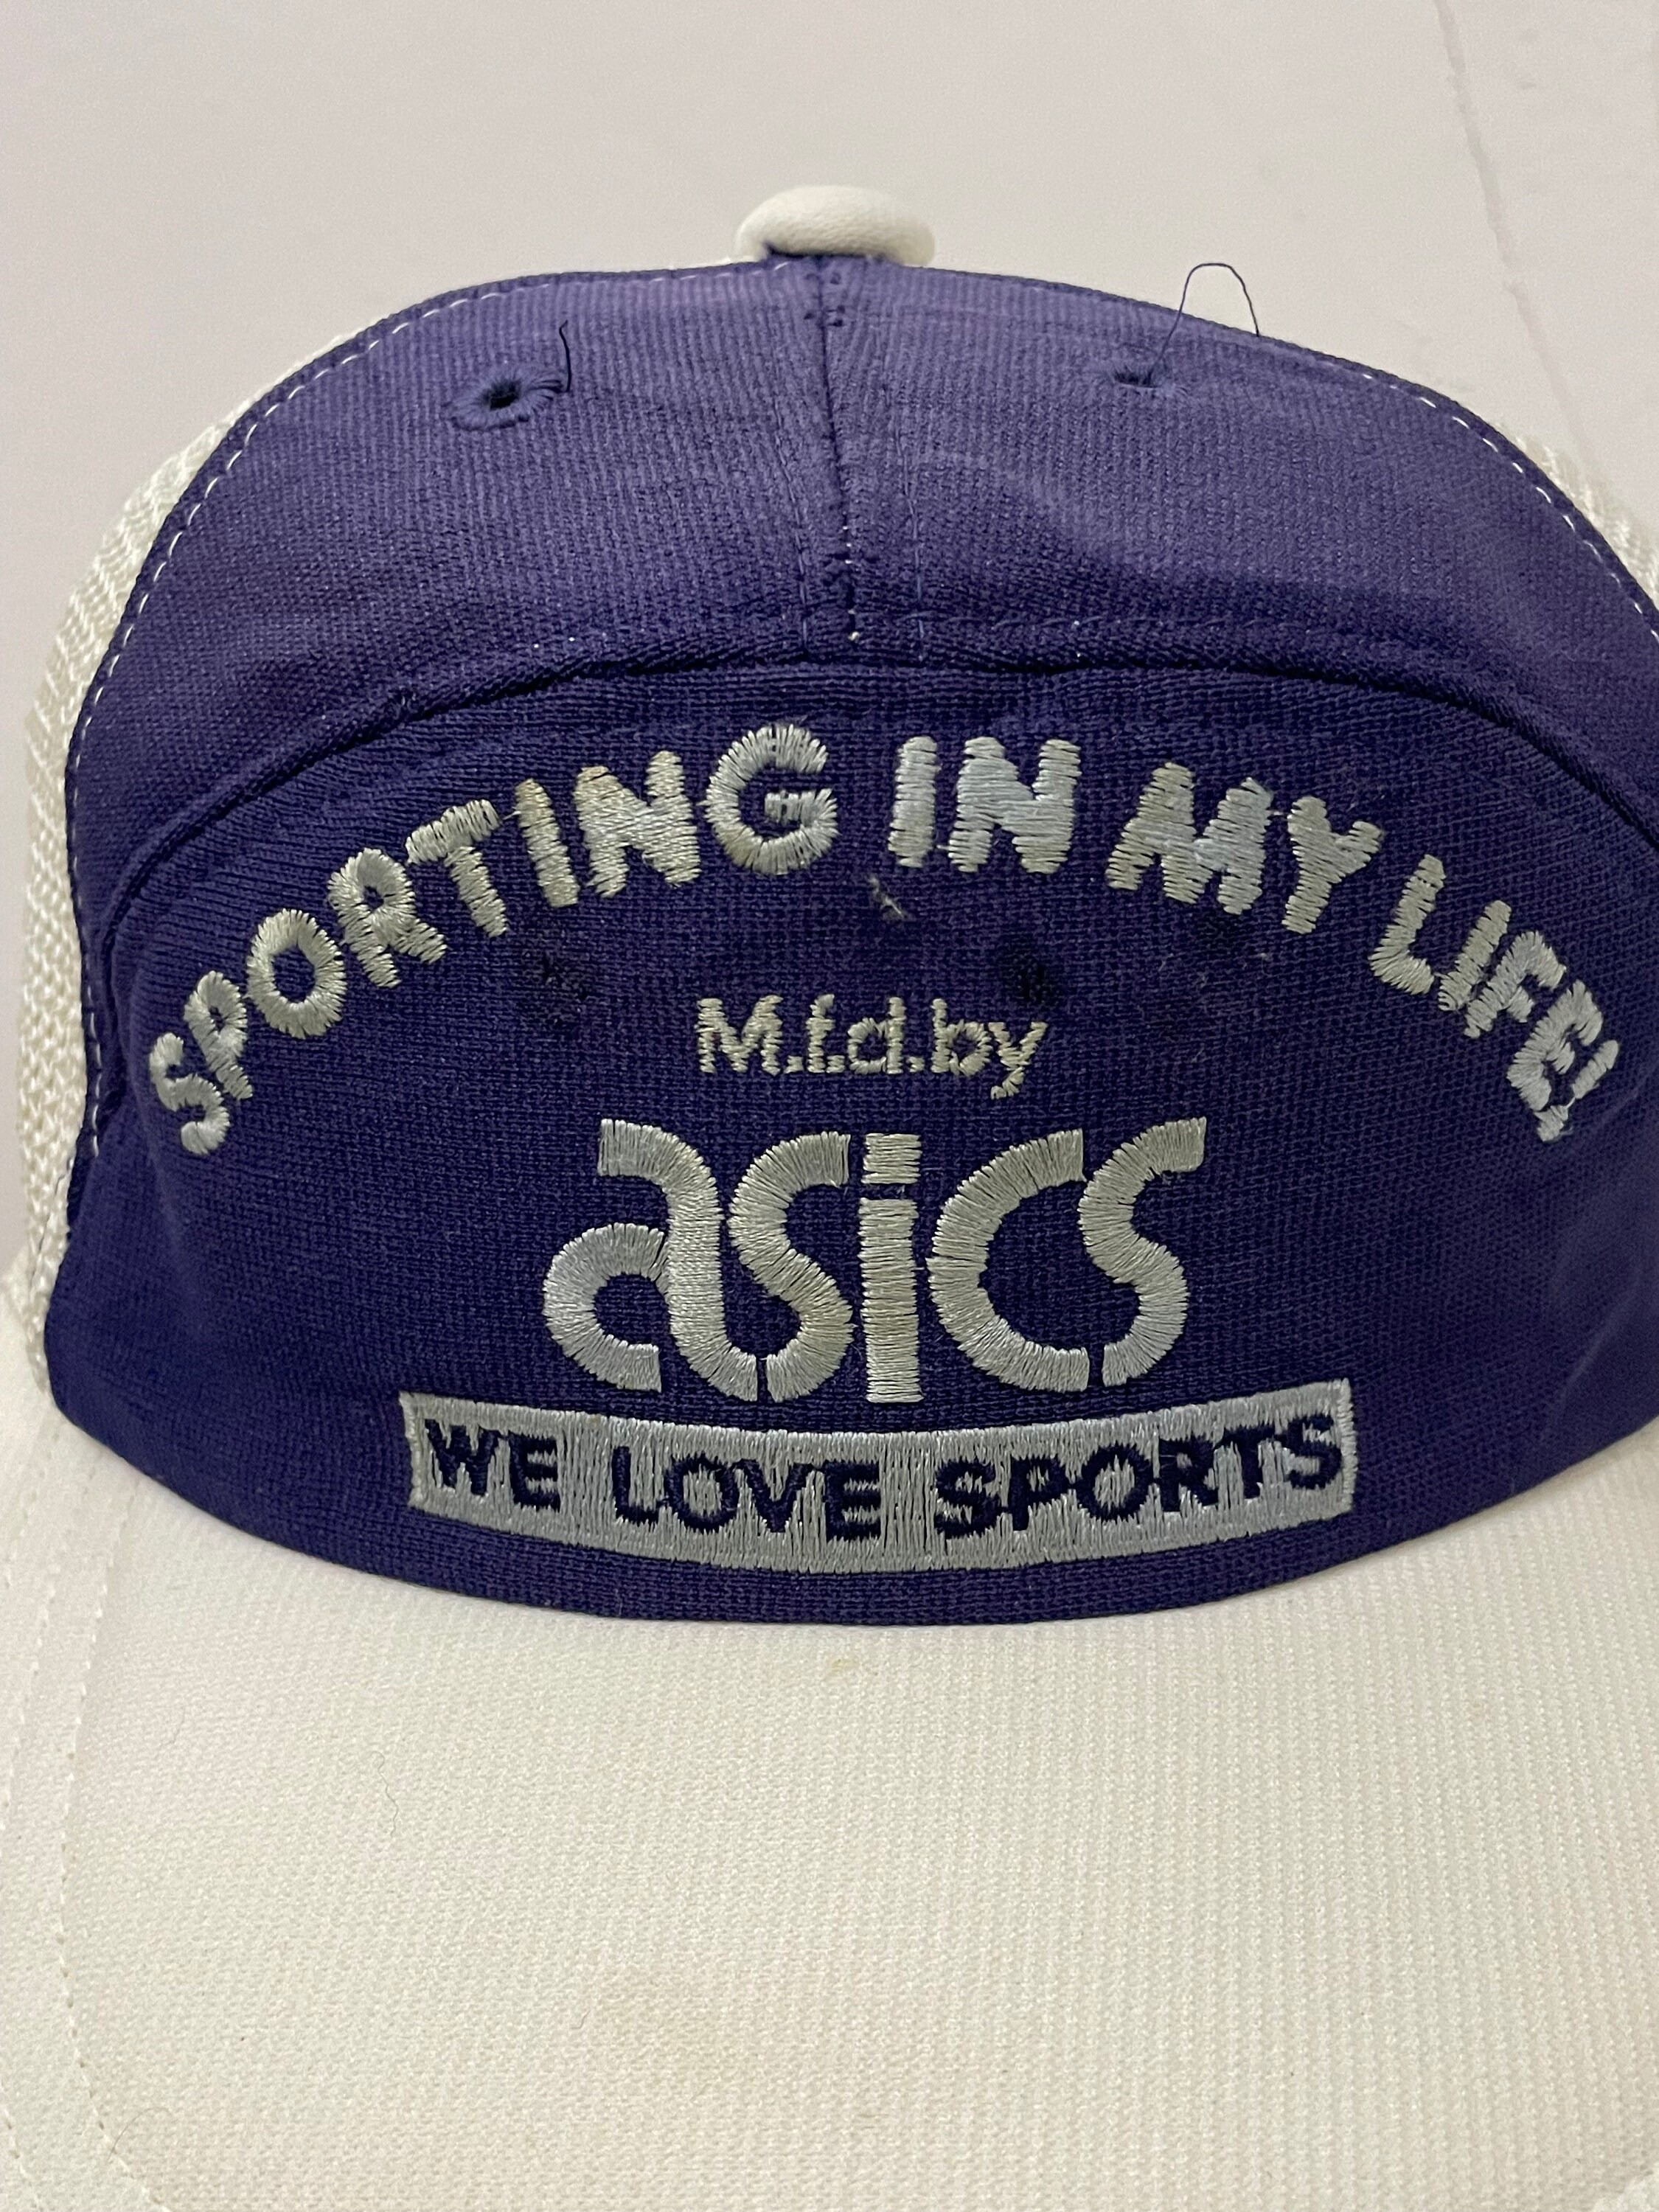 SPORTING IN MY LIFE!
M.f.d.by
asics
WE LOVE SPORTS